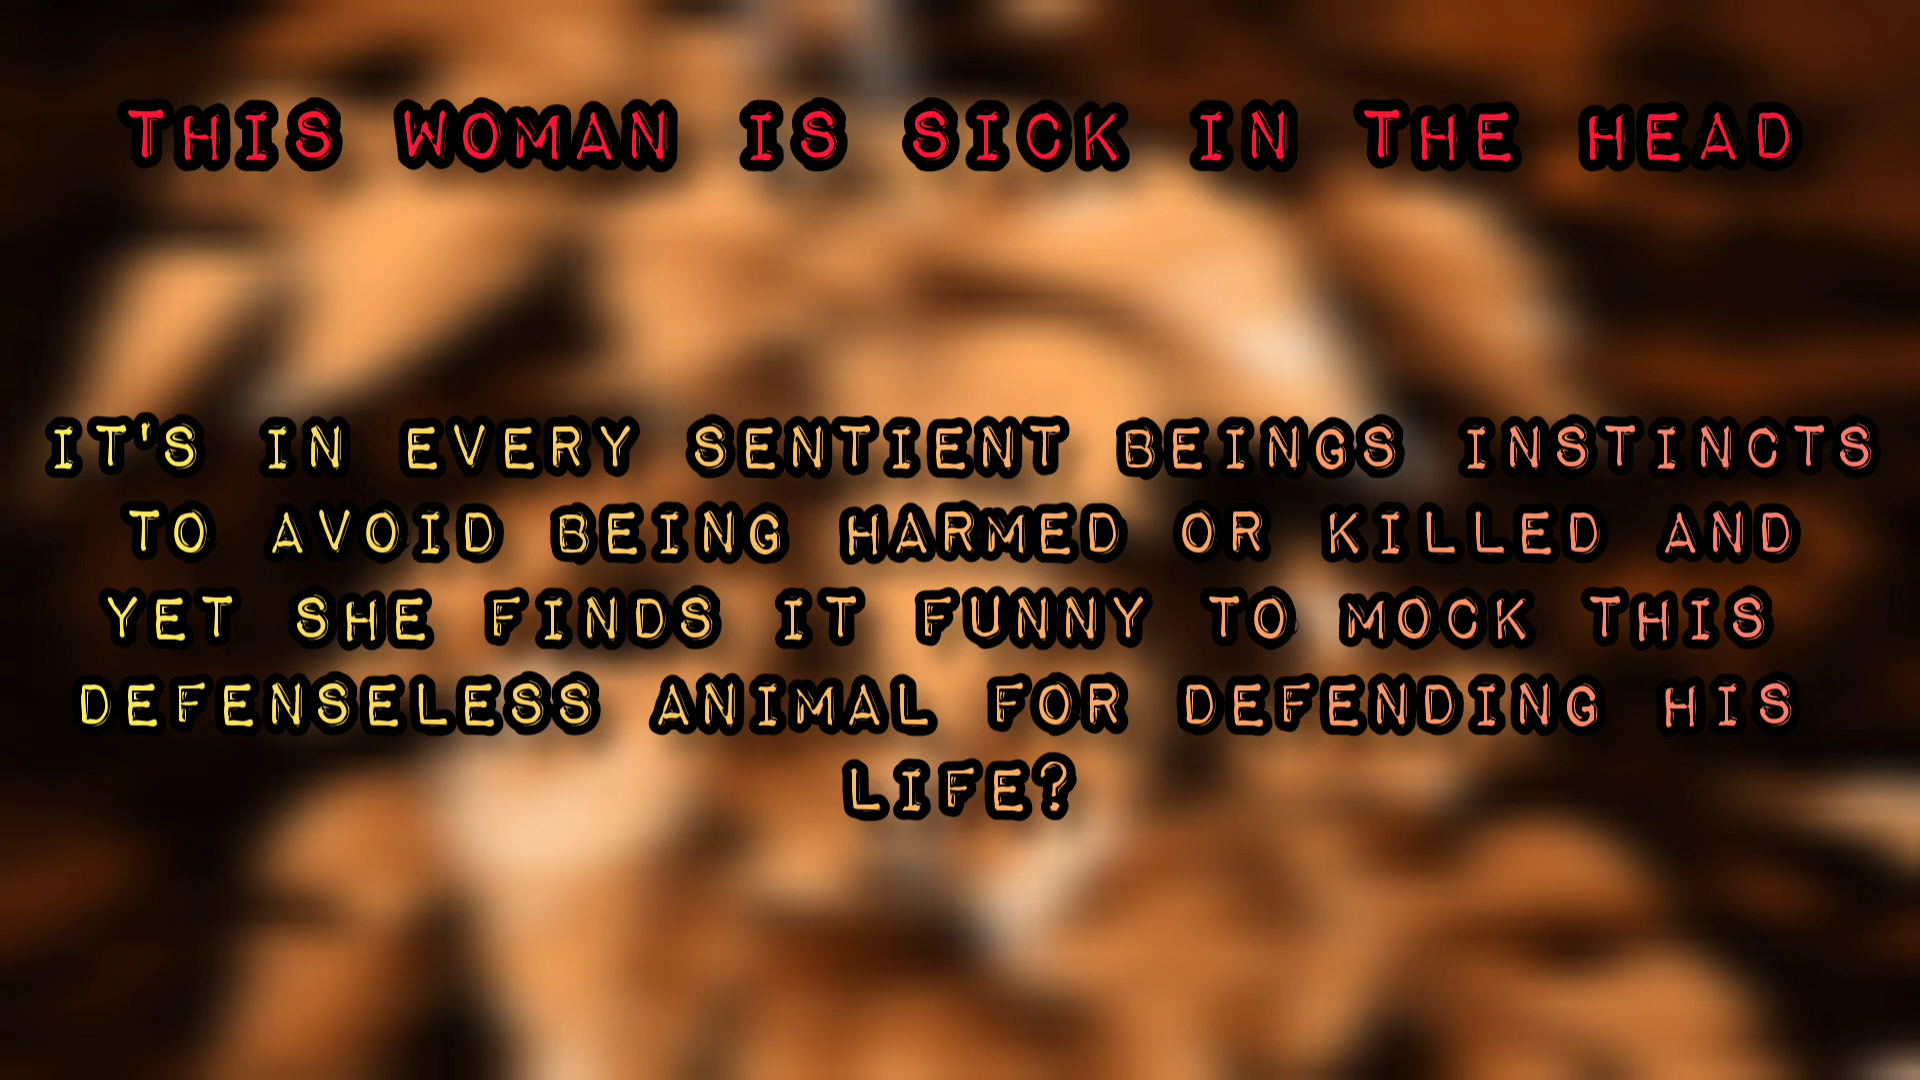 THIS WOMAN IS SICK IN THE HEAD
IT'S IN EVERY SENTIENT BEINGS INSTINCTS
TO AVOID BEING HARMED OR KILLED AND
YET SHE FINDS IT FUNNY TO MOCK THIS
DEFENSELESS ANIMAL FOR DEFENDING HIS
LIFE?